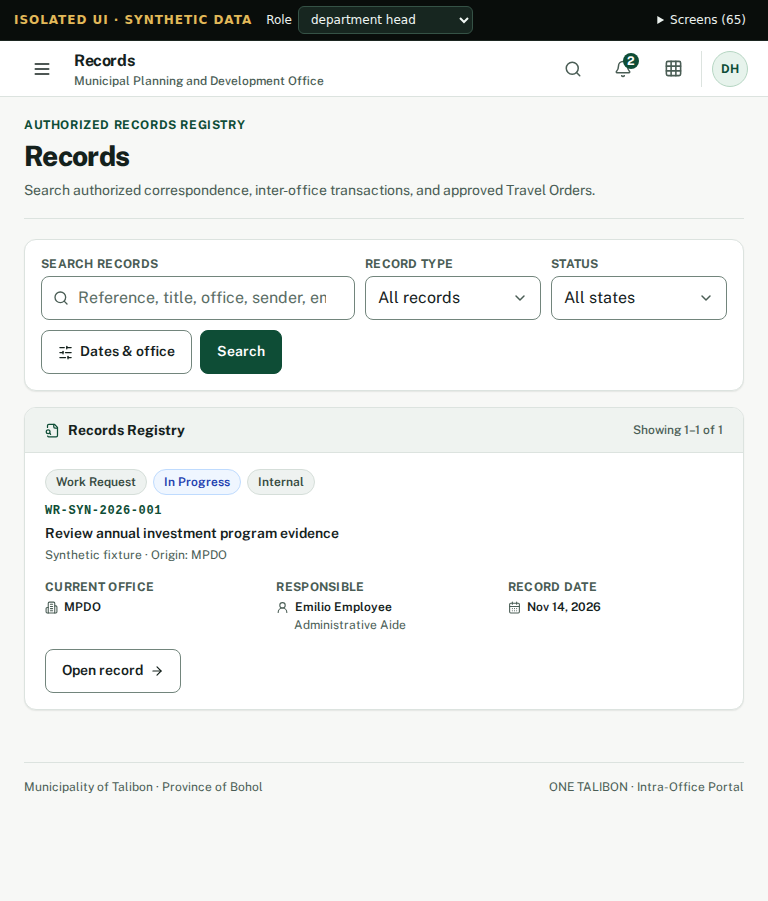 ISOLATED UI · SYNTHETIC DATA Role department head Screens (65)
Records
Municipal Planning and Development Office
2
DH
AUTHORIZED RECORDS REGISTRY
Records
Search authorized correspondence, inter-office transactions, and approved Travel Orders.
SEARCH RECORDS RECORD TYPE STATUS
Reference, title, office, sender, en All records All states
Dates & office Search
Records Registry Showing 1–1 of 1
Work Request In Progress Internal
WR-SYN-2026-001
Review annual investment program evidence
Synthetic fixture · Origin: MPDO
CURRENT OFFICE RESPONSIBLE RECORD DATE
MPDO Emilio Employee Nov 14, 2026
Administrative Aide
Open record
Municipality of Talibon · Province of Bohol ONE TALIBON · Intra-Office Portal